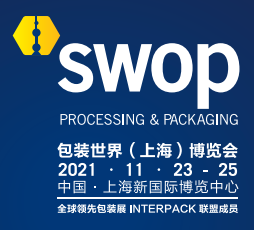 swop
PROCESSING & PACKAGING
包装世界（上海）博览会
2021 · 11 · 23 - 25
中国 · 上海新国际博览中心
全球领先包装展 INTERPACK 联盟成员